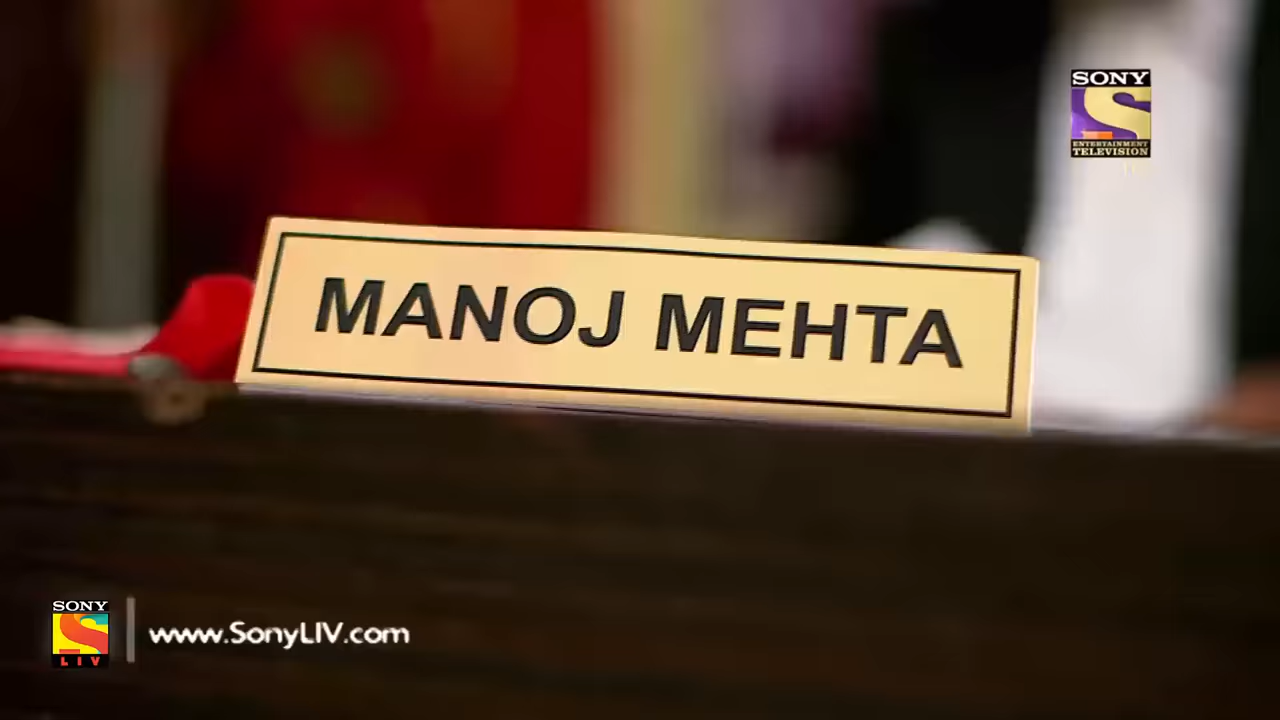 SONY
ENTERTAINMENT
TELEVISION
MANOJ MEHTA
SONY
LIV
www.SonyLIV.com